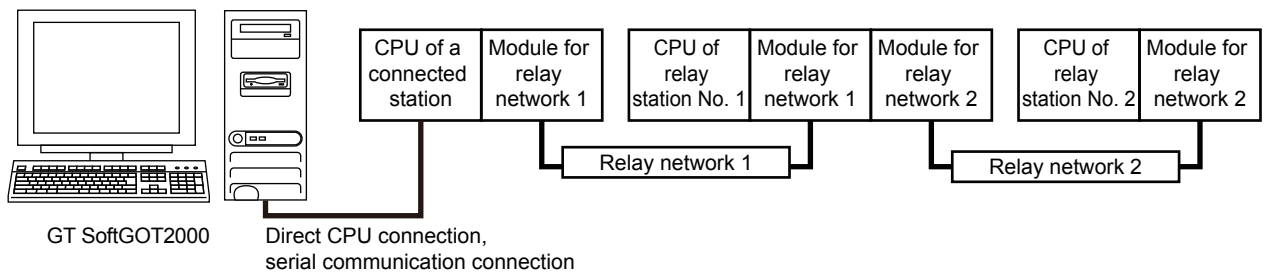 CPU of a
connected
station
Module for
relay
network 1
CPU of
relay
station No. 1
Module for
relay
network 1
Module for
relay
network 2
CPU of
relay
station No. 2
Module for
relay
network 2
Relay network 1
Relay network 2
GT SoftGOT2000
Direct CPU connection,
serial communication connection